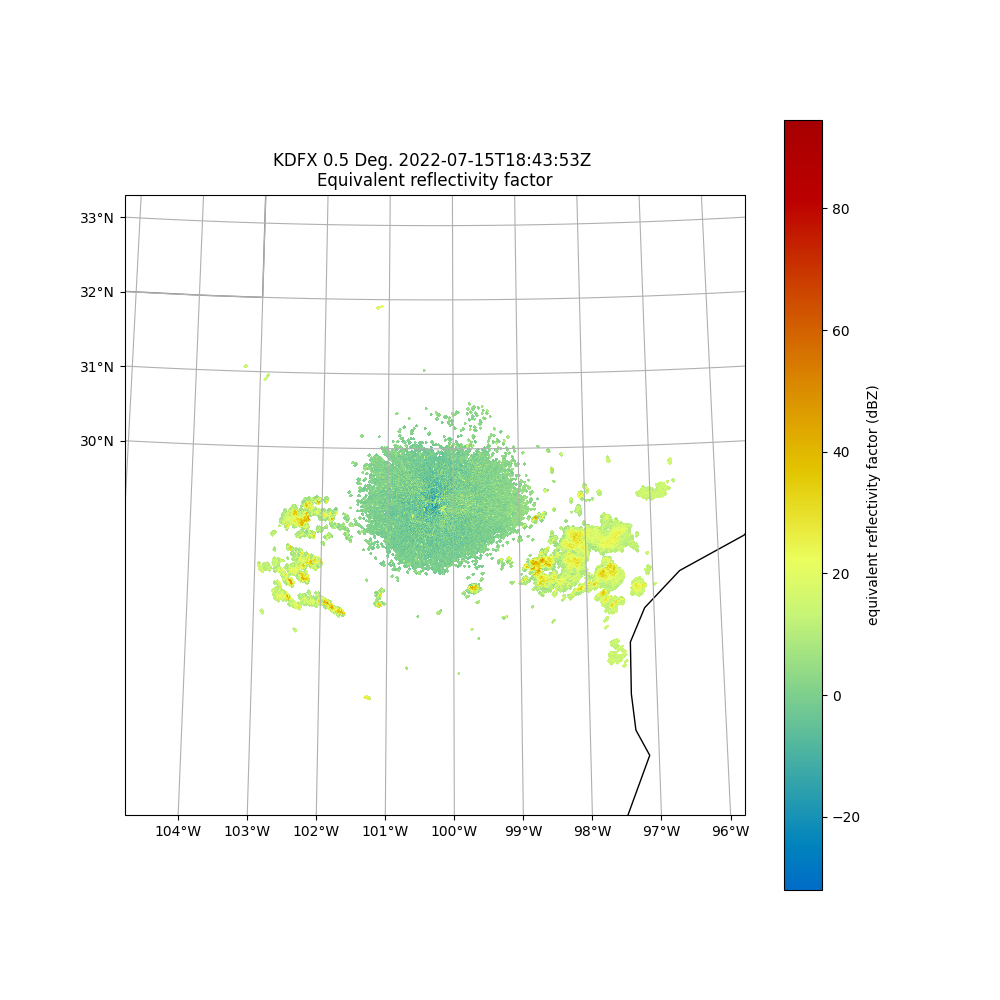 KDFX 0.5 Deg. 2022-07-15T18:43:53Z
Equivalent reflectivity factor
33°N
32°N
31°N
30°N
104°W 103°W 102°W 101°W 100°W 99°W 98°W 97°W 96°W
80
60
40
20
0
−20
equivalent reflectivity factor (dBZ)